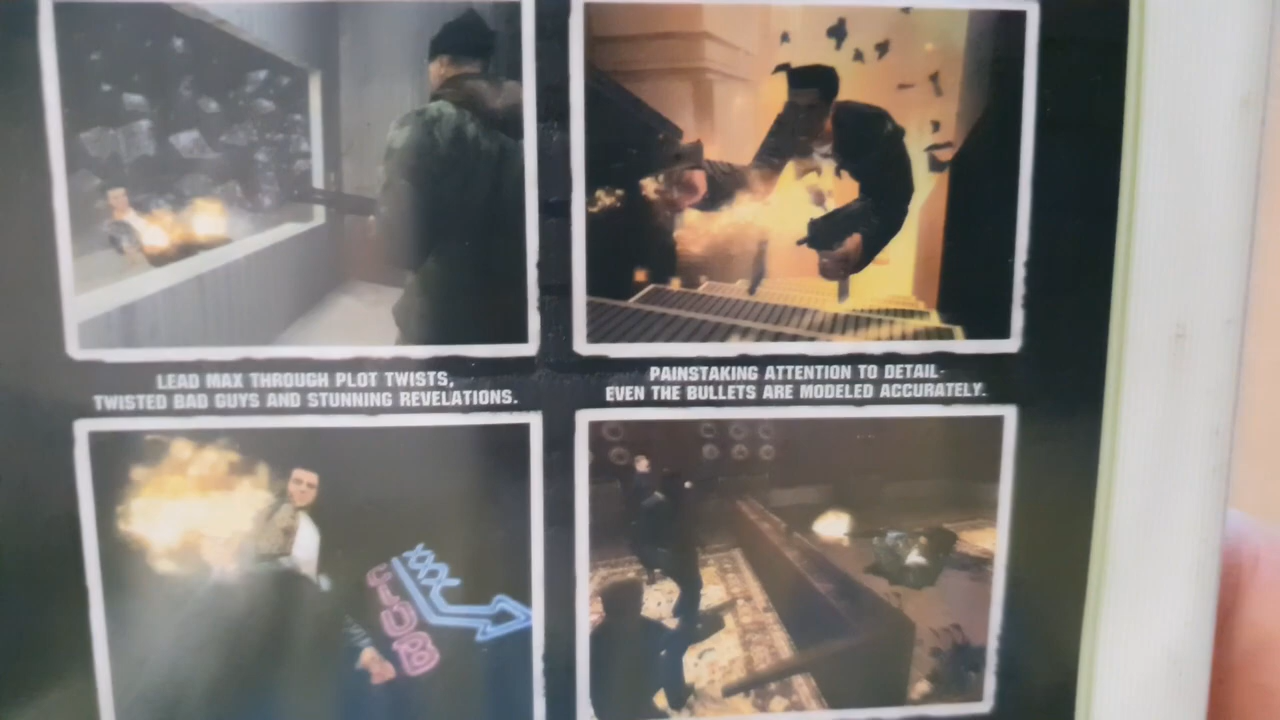 LEAD MAX THROUGH PLOT TWISTS,
TWISTED BAD GUYS AND STUNNING REVELATIONS.
PAINSTAKING ATTENTION TO DETAIL-
EVEN THE BULLETS ARE MODELED ACCURATELY.
XXX
CLUB